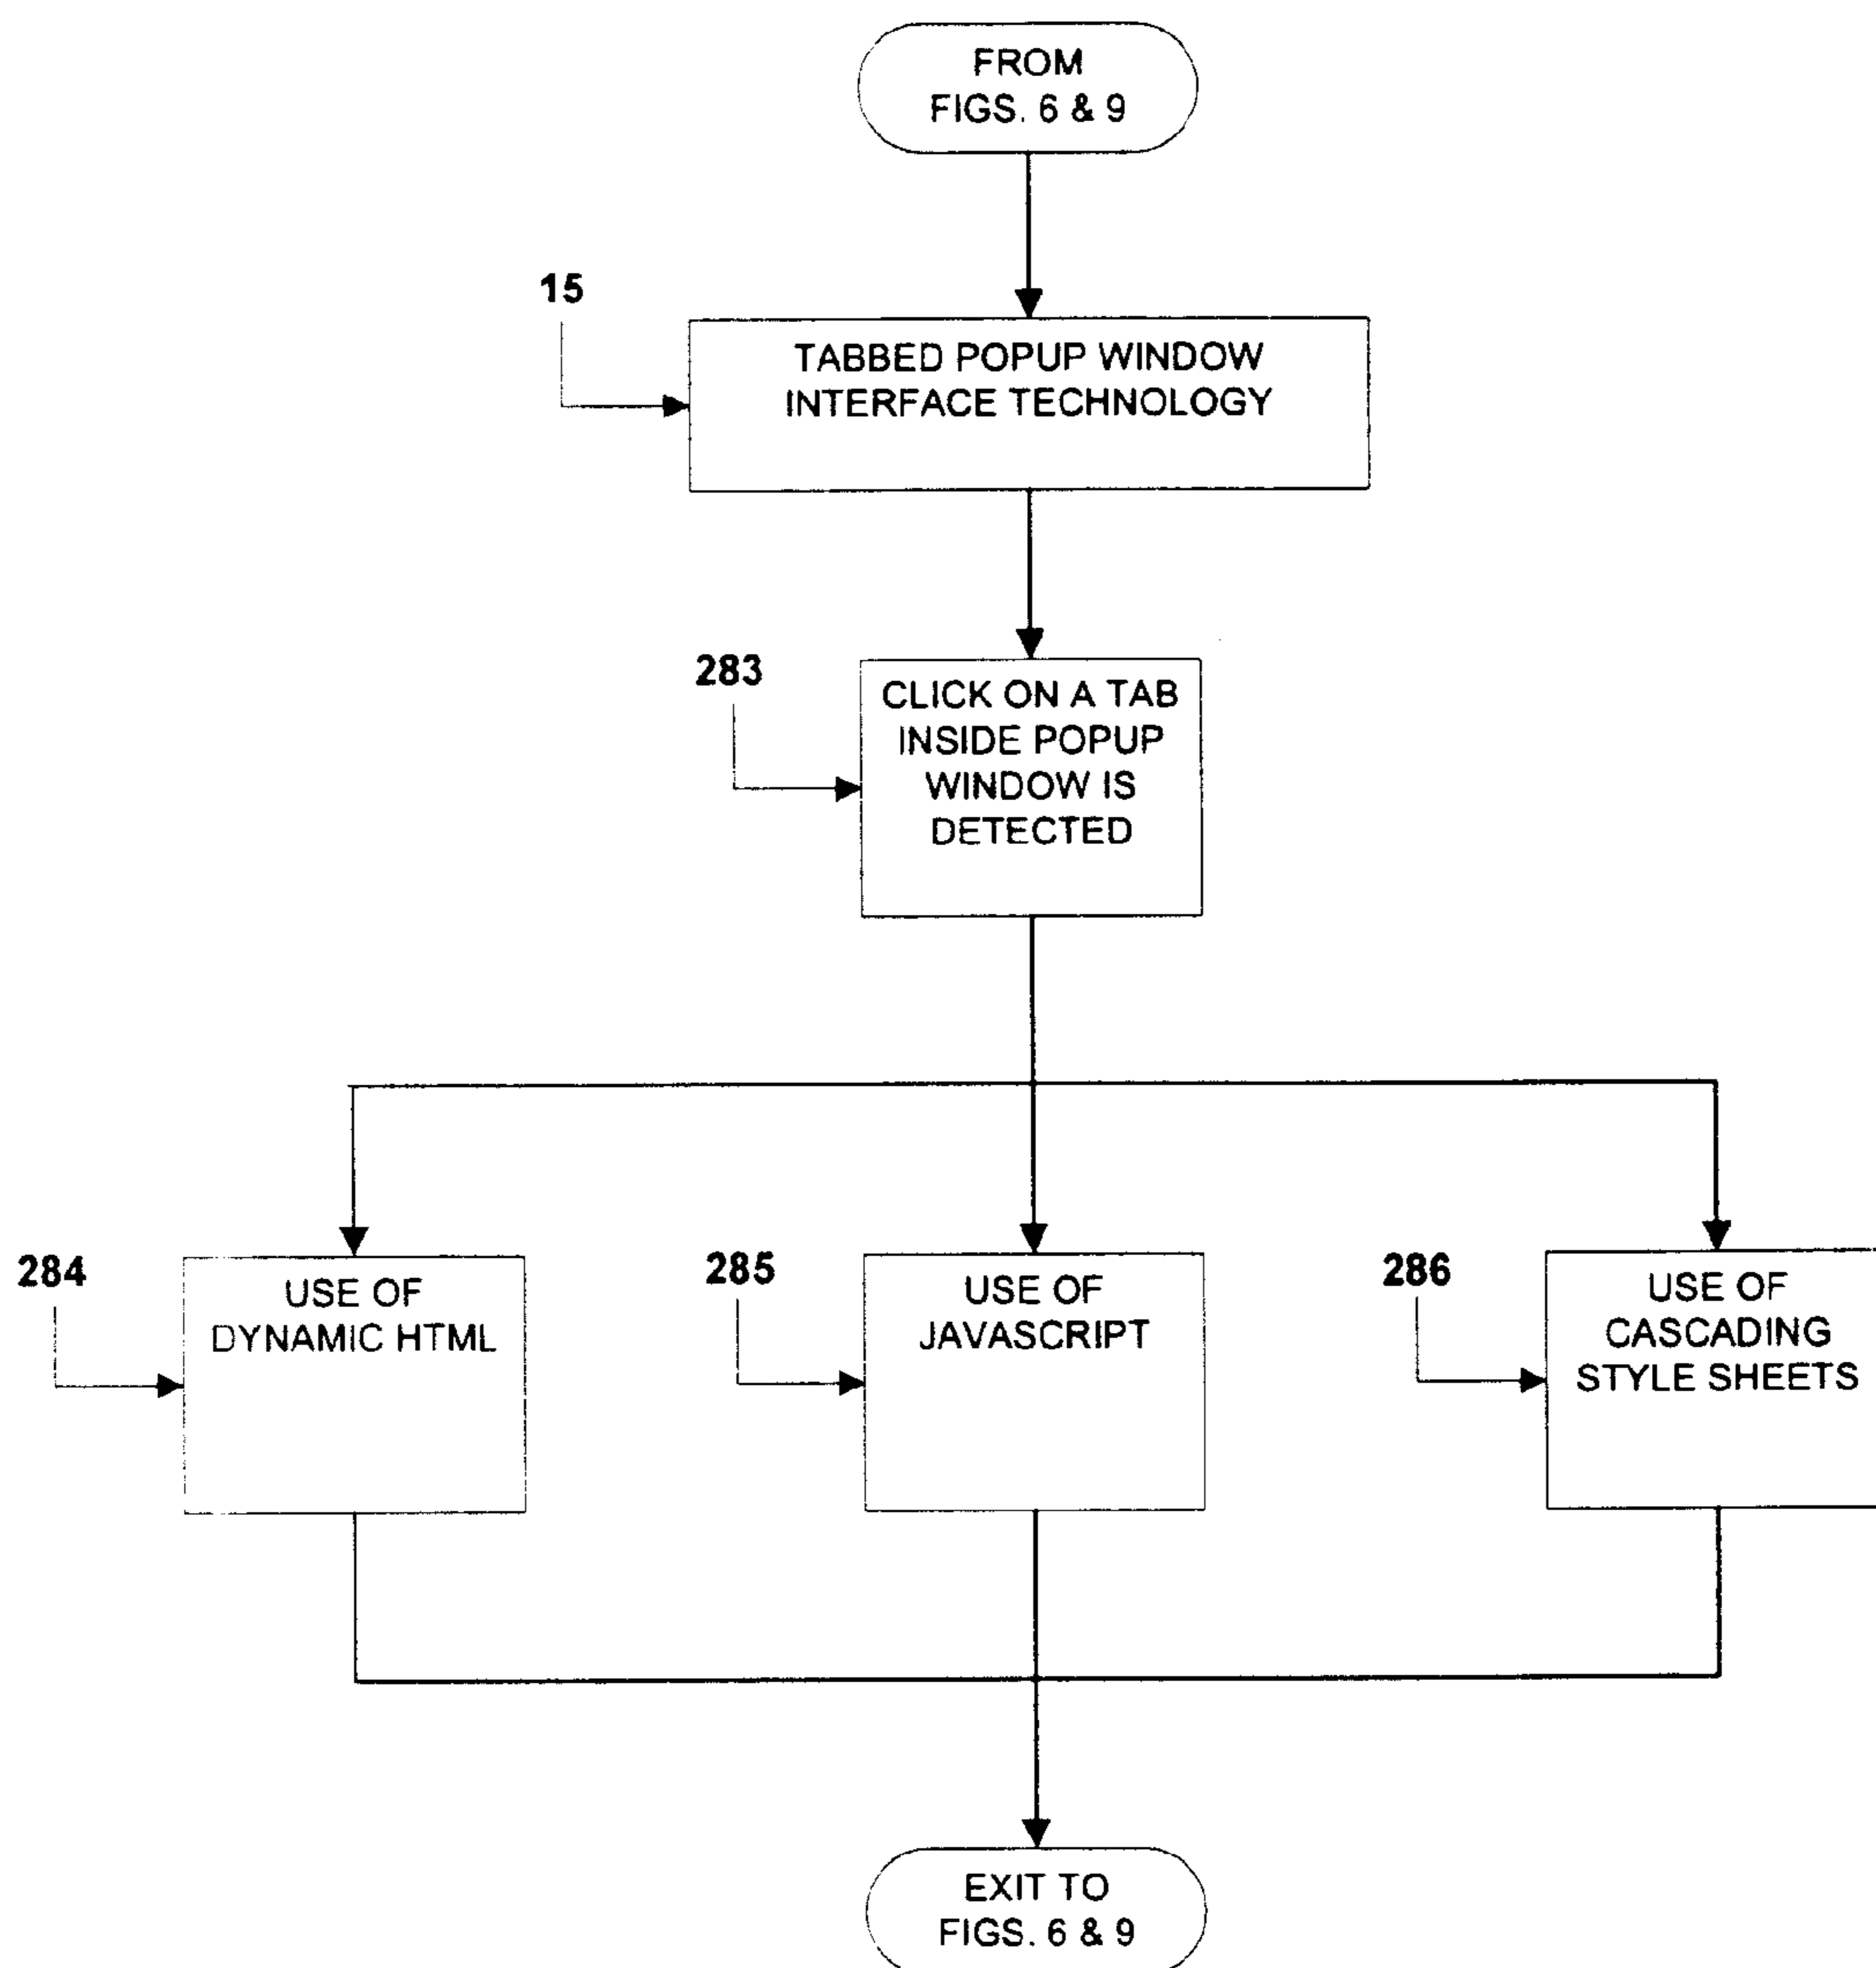 FROM
FIGS. 6 & 9
15
TABBED POPUP WINDOW
INTERFACE TECHNOLOGY
283
CLICK ON A TAB
INSIDE POPUP
WINDOW IS
DETECTED
284
USE OF
DYNAMIC HTML
285
USE OF
JAVASCRIPT
286
USE OF
CASCADING
STYLE SHEETS
EXIT TO
FIGS. 6 & 9